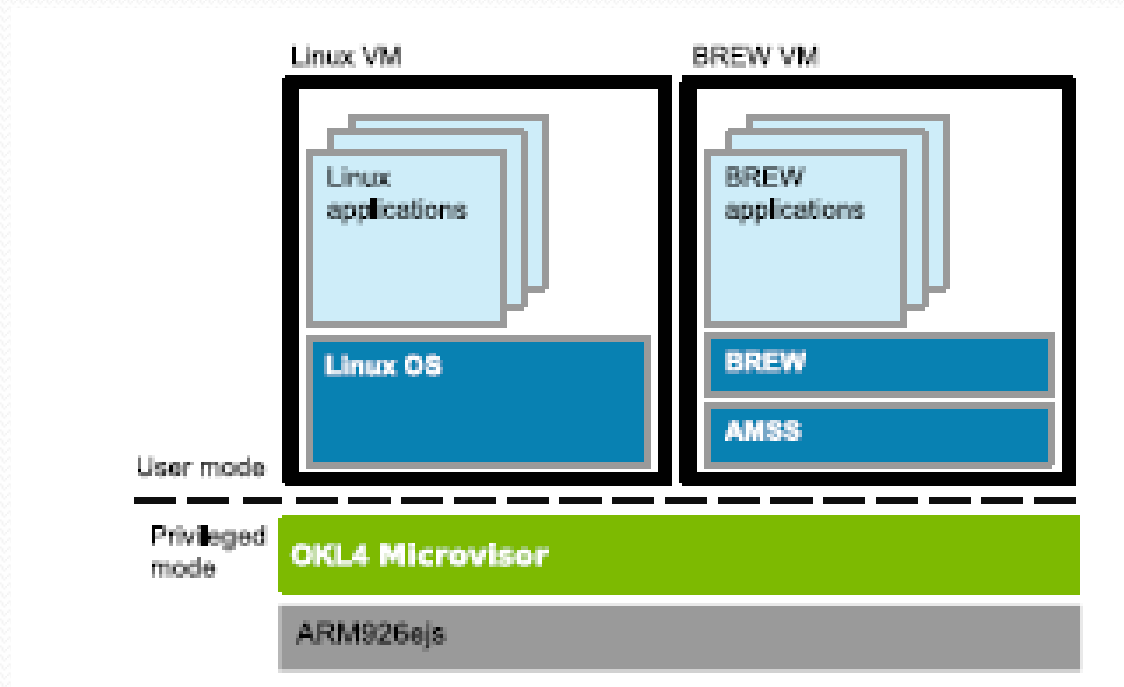 Linux VM
BREW VM
Linux
applications
BREW
applications
Linux OS
BREW
AMSS
User mode
Privileged
mode
OKL4 Microvisor
ARM926ejs